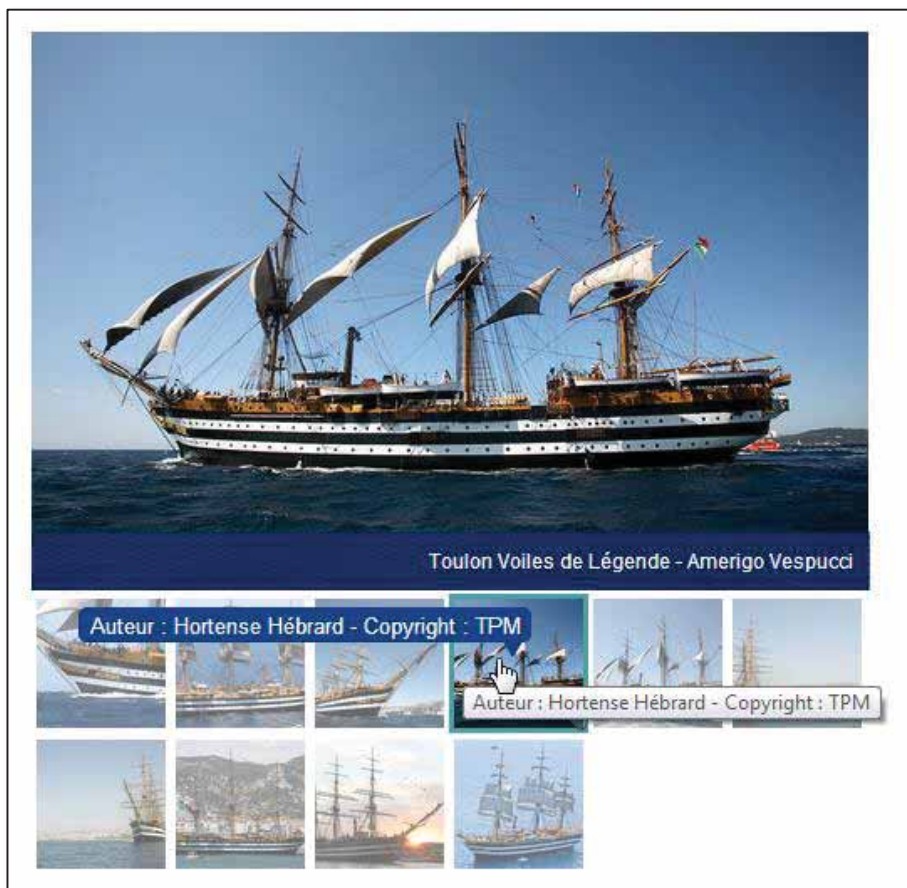 Toulon Voiles de Légende - Amerigo Vespucci
Auteur : Hortense Hébrard - Copyright : TPM
Auteur : Hortense Hébrard - Copyright : TPM